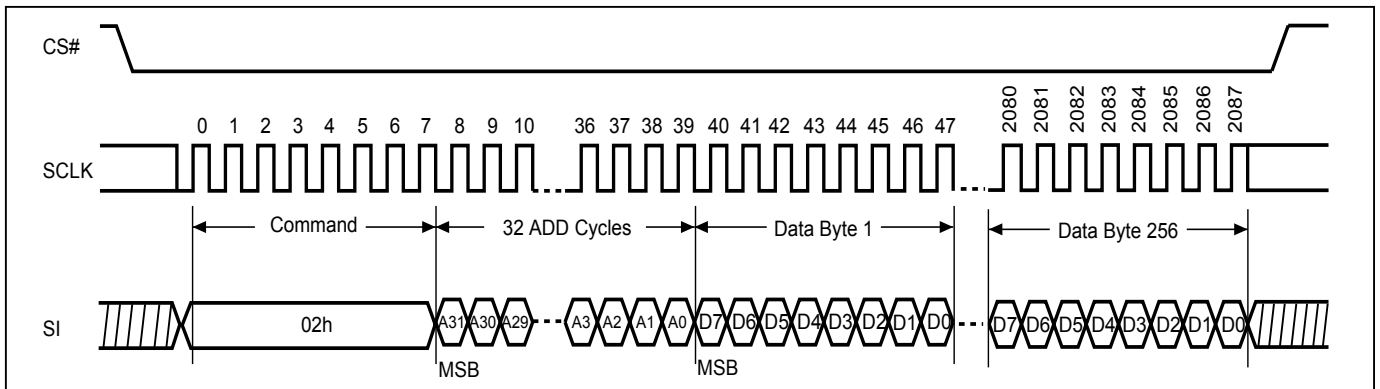 CS#
2080 2081 2082 2083 2084 2085 2086 2087
0 1 2 3 4 5 6 7 8 9 10 36 37 38 39 40 41 42 43 44 45 46 47
SCLK
Command 32 ADD Cycles Data Byte 1 Data Byte 256
SI 02h A31 A30 A29 A3 A2 A1 A0 D7 D6 D5 D4 D3 D2 D1 D0 D7 D6 D5 D4 D3 D2 D1 D0
MSB MSB